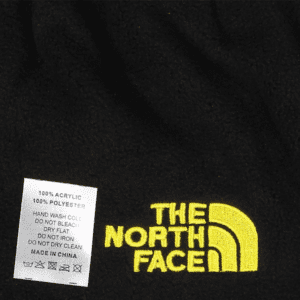 100% ACRYLIC
100% POLYESTER
HAND WASH COLD
DO NOT BLEACH
DRY FLAT
DO NOT IRON
DO NOT DRY CLEAN
MADE IN CHINA
THE
NORTH
FACE